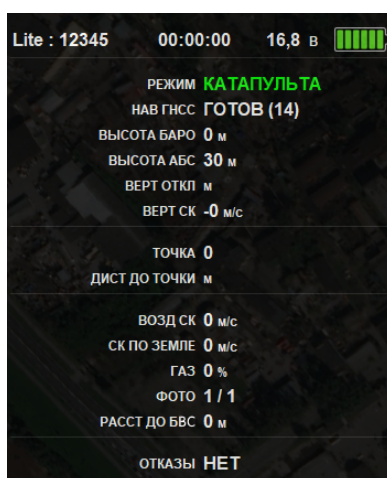 Lite : 12345 00:00:00 16,8 В
РЕЖИМ КАТАПУЛЬТА
НАВ ГНСС ГОТОВ (14)
ВЫСОТА БАРО 0 м
ВЫСОТА АБС 30 м
ВЕРТ ОТКЛ м
ВЕРТ СК -0 м/с
ТОЧКА 0
ДИСТ ДО ТОЧКИ м
ВОЗД СК 0 м/с
СК ПО ЗЕМЛЕ 0 м/с
ГАЗ 0 %
ФОТО 1 / 1
РАССТ ДО БВС 0 м
ОТКАЗЫ НЕТ